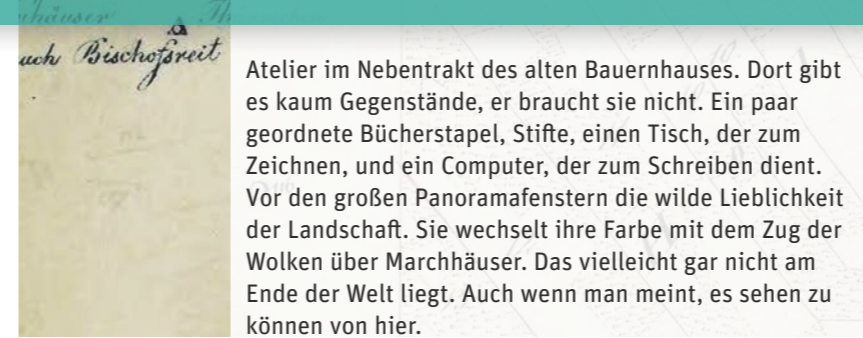 uch Bischofsreit
Atelier im Nebentrakt des alten Bauernhauses. Dort gibt
es kaum Gegenstände, er braucht sie nicht. Ein paar
geordnete Bücherstapel, Stifte, einen Tisch, der zum
Zeichnen, und ein Computer, der zum Schreiben dient.
Vor den großen Panoramafenstern die wilde Lieblichkeit
der Landschaft. Sie wechselt ihre Farbe mit dem Zug der
Wolken über Marchhäuser. Das vielleicht gar nicht am
Ende der Welt liegt. Auch wenn man meint, es sehen zu
können von hier.